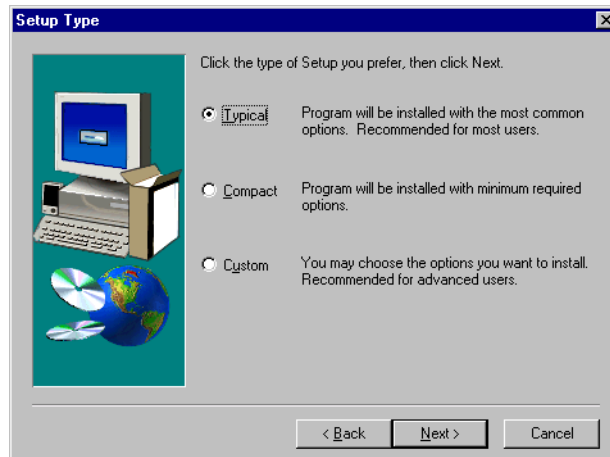 Setup Type
Click the type of Setup you prefer, then click Next.
Typical
Program will be installed with the most common
options. Recommended for most users.
Compact
Program will be installed with minimum required
options.
Custom
You may choose the options you want to install.
Recommended for advanced users.
< Back
Next >
Cancel